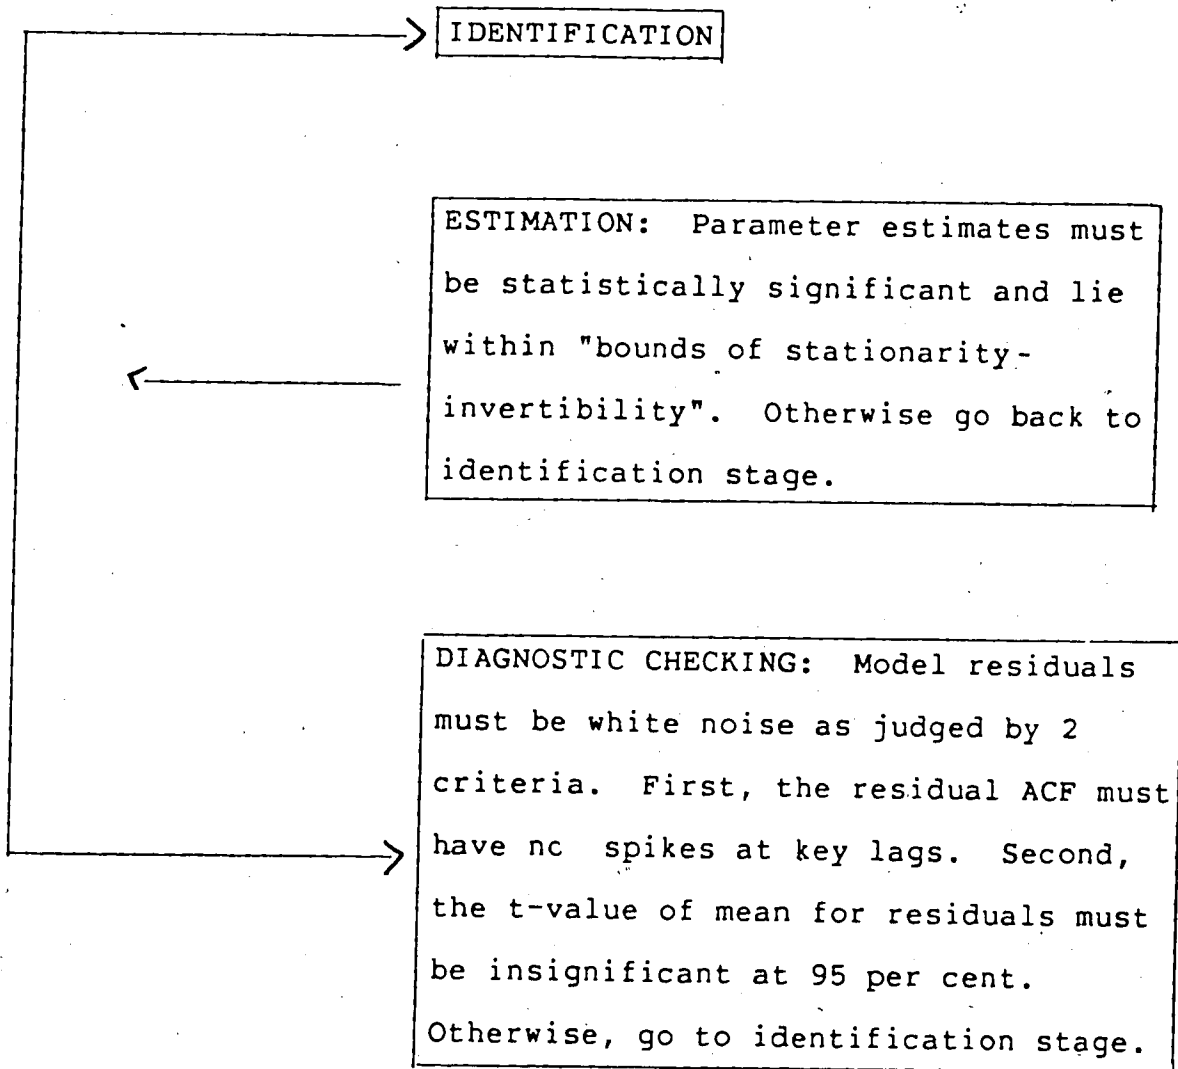 IDENTIFICATION
ESTIMATION: Parameter estimates must
be statistically significant and lie
within "bounds of stationarity-
invertibility". Otherwise go back to
identification stage.
DIAGNOSTIC CHECKING: Model residuals
must be white noise as judged by 2
criteria. First, the residual ACF must
have nc spikes at key lags. Second,
the t-value of mean for residuals must
be insignificant at 95 per cent.
Otherwise, go to identification stage.